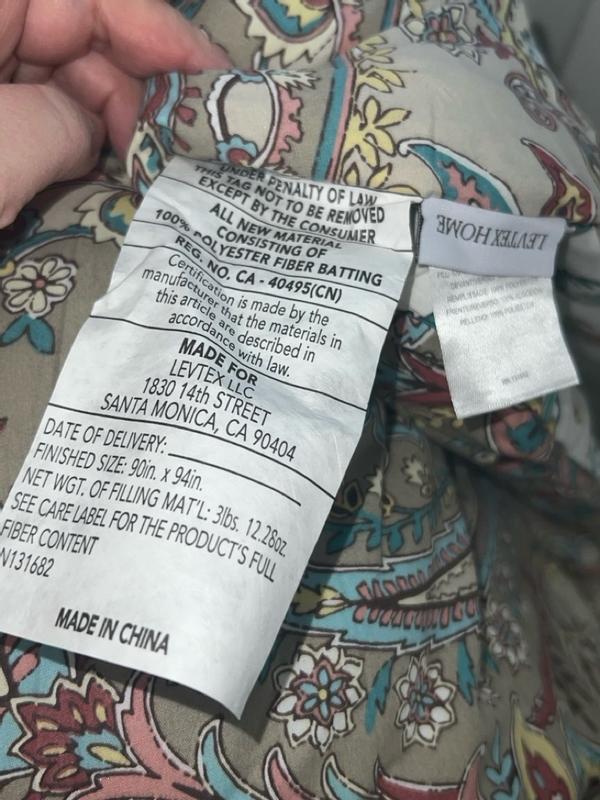 UNDER PENALTY OF LAW
THIS TAG NOT TO BE REMOVED
EXCEPT BY THE CONSUMER
ALL NEW MATERIAL
CONSISTING OF
100% POLYESTER FIBER BATTING
REG. NO. CA - 40495(CN)
Certification is made by the
manufacturer that the materials in
this article are described in
accordance with law.
MADE FOR
LEVTEX LLC
1830 14th STREET
SANTA MONICA, CA 90404
DATE OF DELIVERY:
FINISHED SIZE: 90in. x 94in.
NET WGT. OF FILLING MAT'L: 3lbs. 12.28oz
SEE CARE LABEL FOR THE PRODUCT'S FULL
FIBER CONTENT
N131682
MADE IN CHINA
LEVTEX HOME